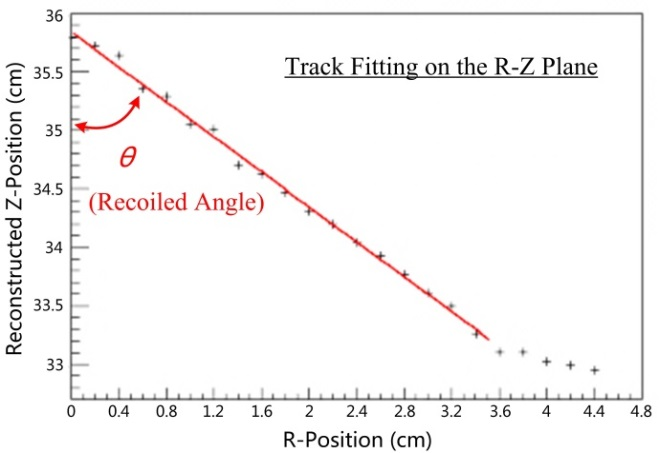 36
35.5
35
34.5
34
33.5
33
Reconstructed Z-Position (cm)
Track Fitting on the R-Z Plane
θ
(Recoiled Angle)
0 0.4 0.8 1.2 1.6 2 2.4 2.8 3.2 3.6 4 4.4 4.8
R-Position (cm)